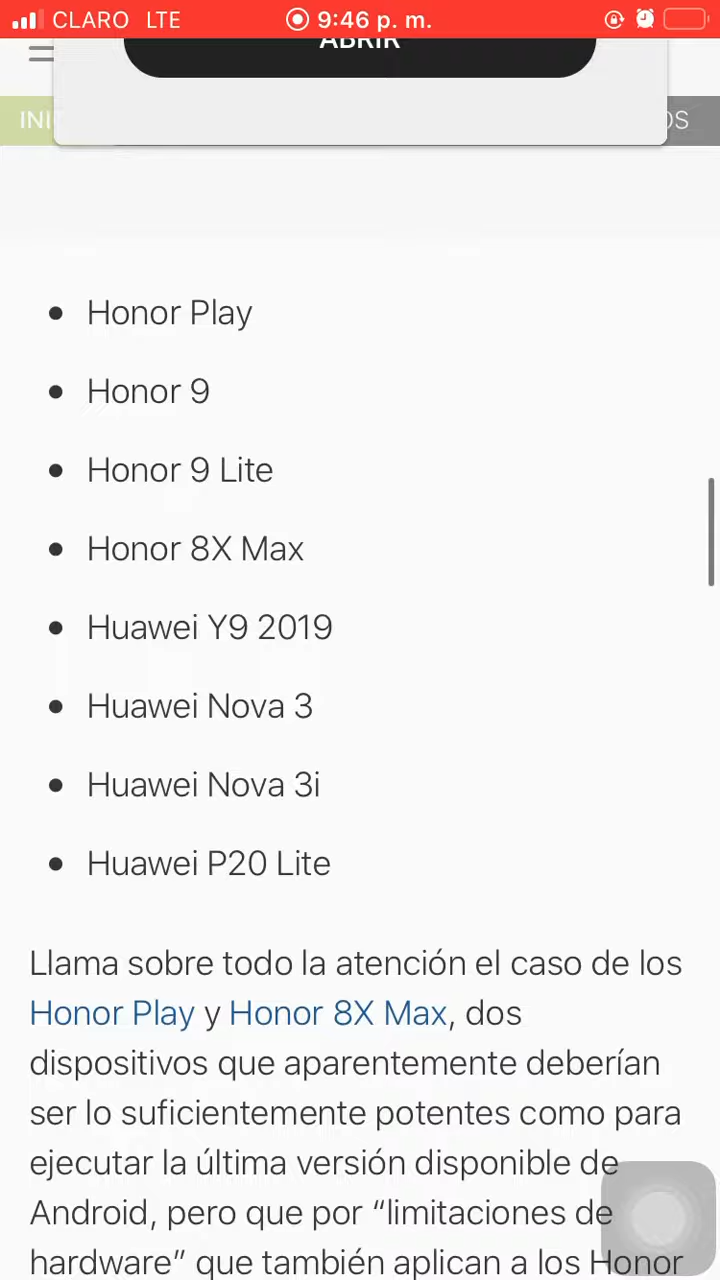 CLARO LTE 9:46 p. m.
ABRIR
INI OS
Honor Play
Honor 9
Honor 9 Lite
Honor 8X Max
Huawei Y9 2019
Huawei Nova 3
Huawei Nova 3i
Huawei P20 Lite
Llama sobre todo la atención el caso de los
Honor Play y Honor 8X Max, dos
dispositivos que aparentemente deberían
ser lo suficientemente potentes como para
ejecutar la última versión disponible de
Android, pero que por “limitaciones de
hardware” que también aplican a los Honor